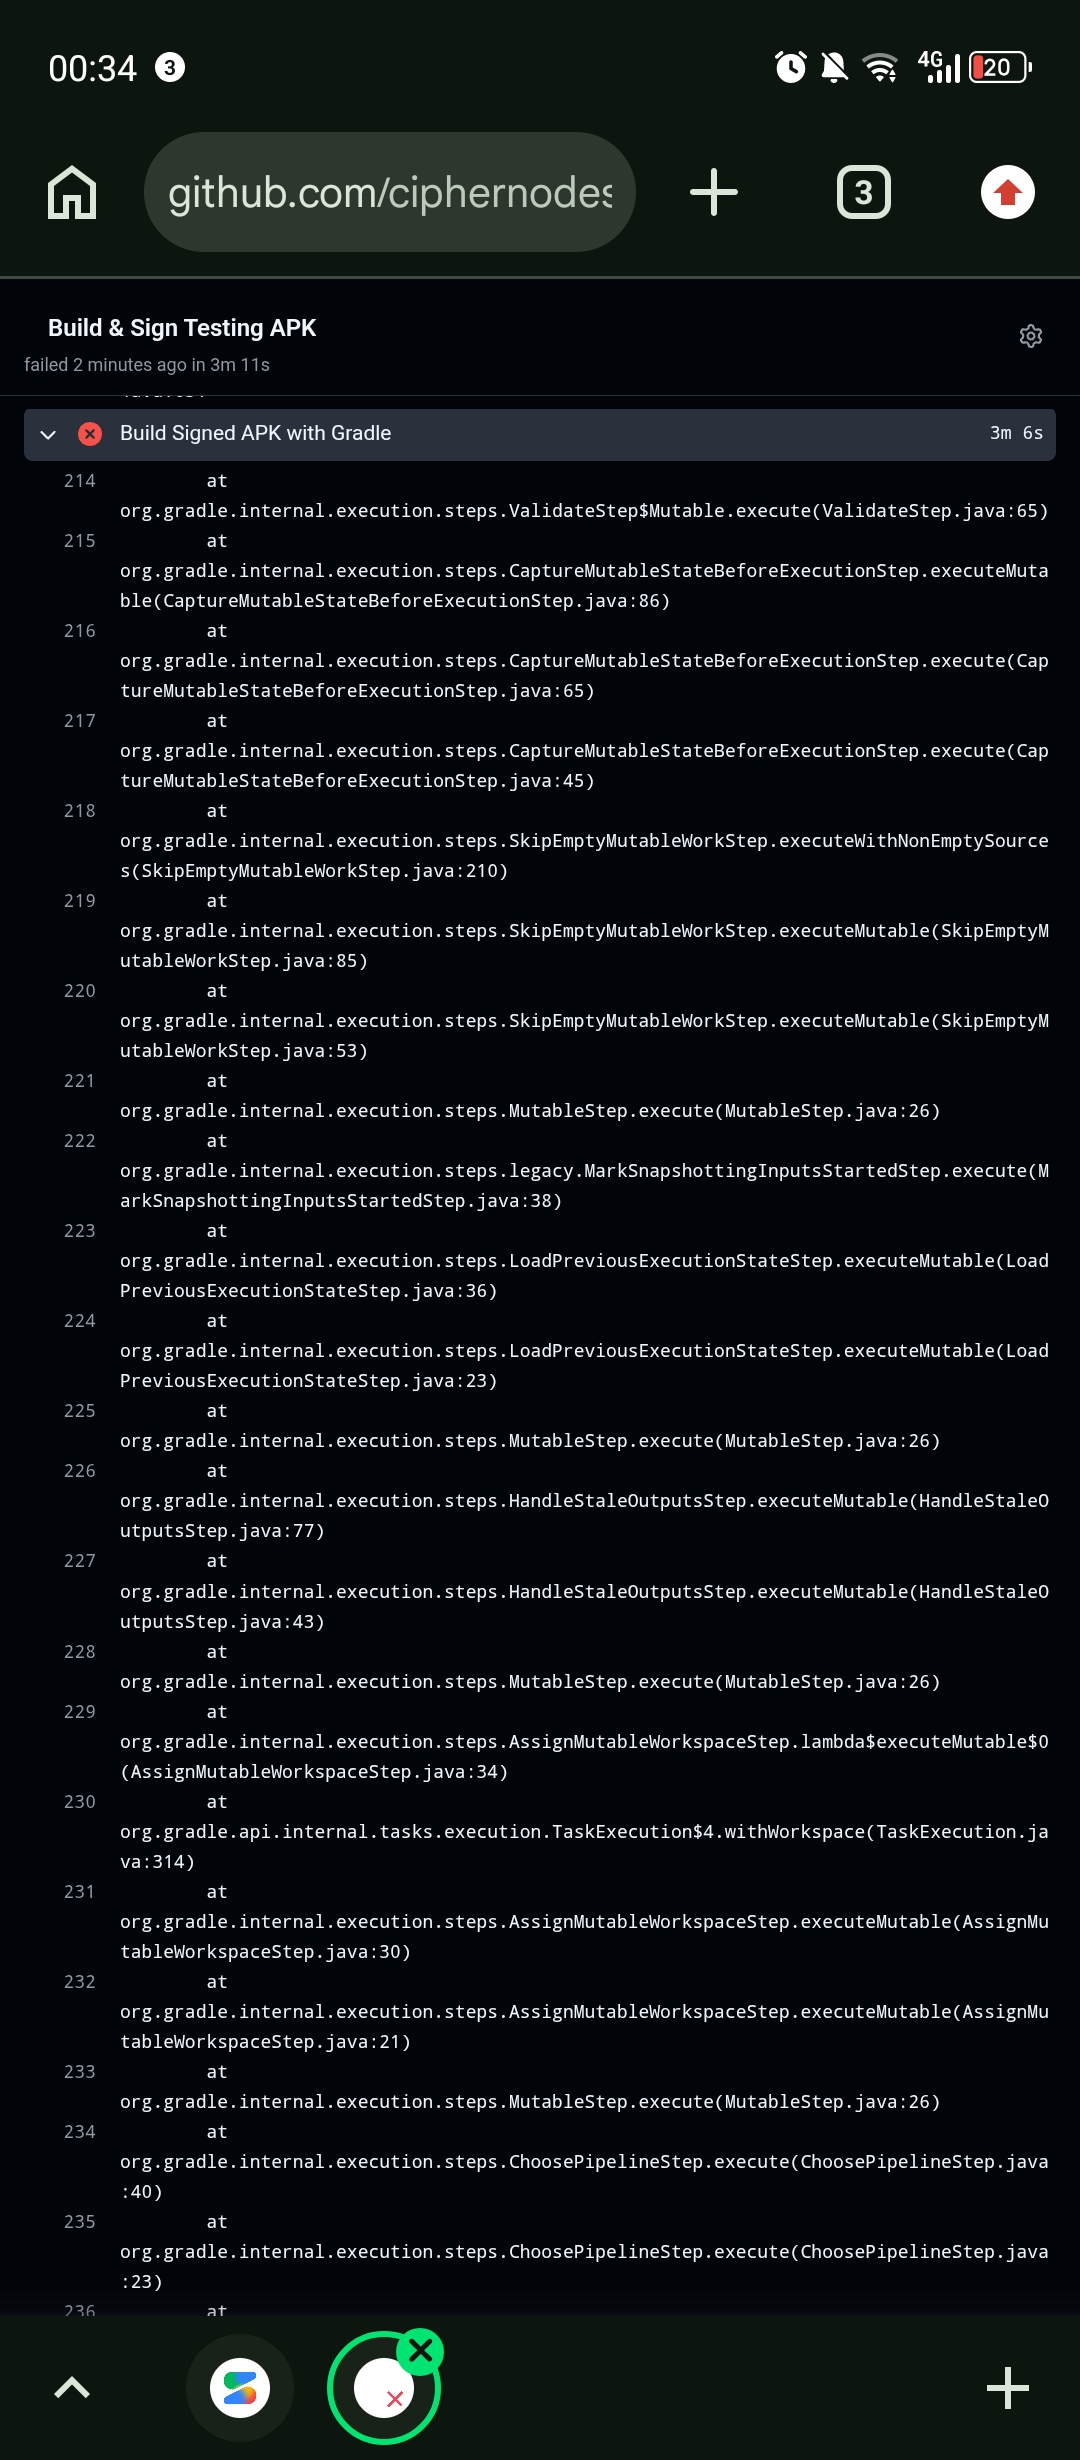 00:34 3 4G 20
github.com/ciphernodes
3
Build & Sign Testing APK
failed 2 minutes ago in 3m 11s
Build Signed APK with Gradle 3m 6s
214 at
org.gradle.internal.execution.steps.ValidateStep$Mutable.execute(ValidateStep.java:65)
215 at
org.gradle.internal.execution.steps.CaptureMutableStateBeforeExecutionStep.executeMuta
ble(CaptureMutableStateBeforeExecutionStep.java:86)
216 at
org.gradle.internal.execution.steps.CaptureMutableStateBeforeExecutionStep.execute(Cap
tureMutableStateBeforeExecutionStep.java:65)
217 at
org.gradle.internal.execution.steps.CaptureMutableStateBeforeExecutionStep.execute(Cap
tureMutableStateBeforeExecutionStep.java:45)
218 at
org.gradle.internal.execution.steps.SkipEmptyMutableWorkStep.executeWithNonEmptySource
s(SkipEmptyMutableWorkStep.java:210)
219 at
org.gradle.internal.execution.steps.SkipEmptyMutableWorkStep.executeMutable(SkipEmptyM
utableWorkStep.java:85)
220 at
org.gradle.internal.execution.steps.SkipEmptyMutableWorkStep.executeMutable(SkipEmptyM
utableWorkStep.java:53)
221 at
org.gradle.internal.execution.steps.MutableStep.execute(MutableStep.java:26)
222 at
org.gradle.internal.execution.steps.legacy.MarkSnapshottingInputsStartedStep.execute(M
arkSnapshottingInputsStartedStep.java:38)
223 at
org.gradle.internal.execution.steps.LoadPreviousExecutionStateStep.executeMutable(Load
PreviousExecutionStateStep.java:36)
224 at
org.gradle.internal.execution.steps.LoadPreviousExecutionStateStep.executeMutable(Load
PreviousExecutionStateStep.java:23)
225 at
org.gradle.internal.execution.steps.MutableStep.execute(MutableStep.java:26)
226 at
org.gradle.internal.execution.steps.HandleStaleOutputsStep.executeMutable(HandleStaleO
utputsStep.java:77)
227 at
org.gradle.internal.execution.steps.HandleStaleOutputsStep.executeMutable(HandleStaleO
utputsStep.java:43)
228 at
org.gradle.internal.execution.steps.MutableStep.execute(MutableStep.java:26)
229 at
org.gradle.internal.execution.steps.AssignMutableWorkspaceStep.lambda$executeMutable$0
(AssignMutableWorkspaceStep.java:34)
230 at
org.gradle.api.internal.tasks.execution.TaskExecution$4.withWorkspace(TaskExecution.ja
va:314)
231 at
org.gradle.internal.execution.steps.AssignMutableWorkspaceStep.executeMutable(AssignMu
tableWorkspaceStep.java:30)
232 at
org.gradle.internal.execution.steps.AssignMutableWorkspaceStep.executeMutable(AssignMu
tableWorkspaceStep.java:21)
233 at
org.gradle.internal.execution.steps.MutableStep.execute(MutableStep.java:26)
234 at
org.gradle.internal.execution.steps.ChoosePipelineStep.execute(ChoosePipelineStep.java
:40)
235 at
org.gradle.internal.execution.steps.ChoosePipelineStep.execute(ChoosePipelineStep.java
:23)
236 at